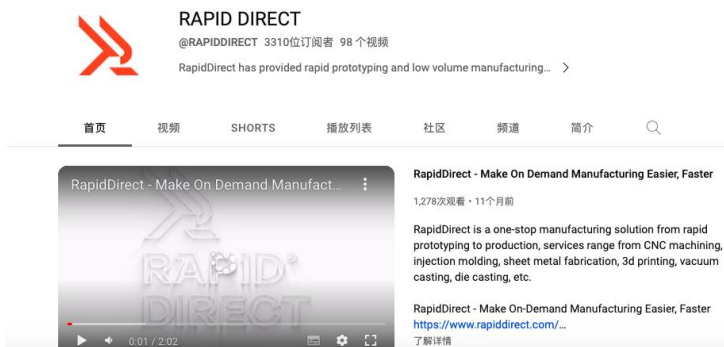 RAPID DIRECT
@RAPIDDIRECT 3310位订阅者 98 个视频
RapidDirect has provided rapid prototyping and low volume manufacturing...
首页 视频 SHORTS 播放列表 社区 频道 简介
RapidDirect - Make On Demand Manufact...
RAPID
DIRECT
0:01 / 2:02
RapidDirect - Make On Demand Manufacturing Easier, Faster
1,278次观看・11个月前
RapidDirect is a one-stop manufacturing solution from rapid
prototyping to production, services range from CNC machining,
injection molding, sheet metal fabrication, 3d printing, vacuum
casting, die casting, etc.
RapidDirect - Make On-Demand Manufacturing Easier, Faster
https://www.rapiddirect.com/...
了解详情